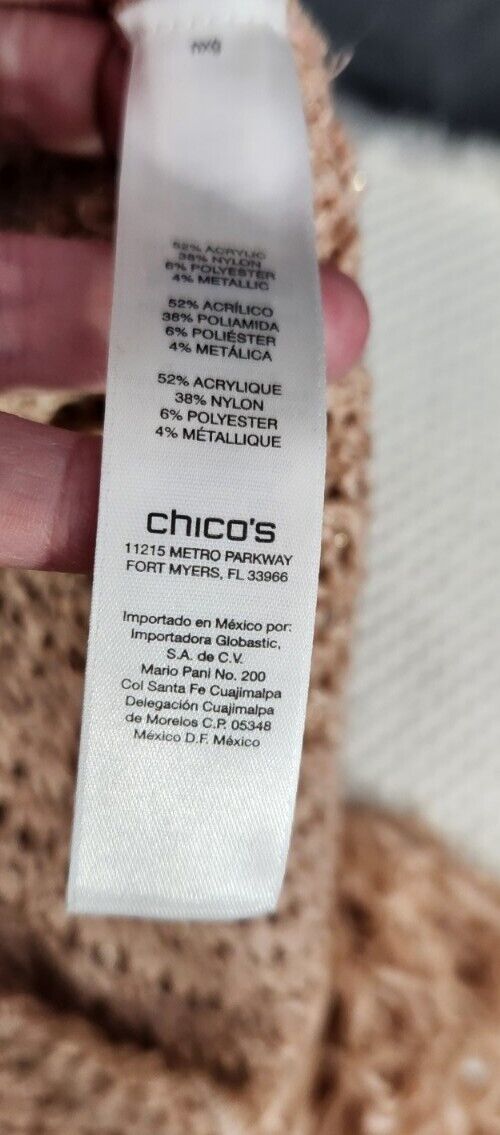 52% ACRYLIC
38% NYLON
6% POLYESTER
4% METALLIC
52% ACRÍLICO
38% POLIAMIDA
6% POLIÉSTER
4% METÁLICA
52% ACRYLIQUE
38% NYLON
6% POLYESTER
4% MÉTALLIQUE
chico's
11215 METRO PARKWAY
FORT MYERS, FL 33966
Importado en México por:
Importadora Globastic,
S.A. de C.V.
Mario Pani No. 200
Col Santa Fe Cuajimalpa
Delegación Cuajimalpa
de Morelos C.P. 05348
México D.F. México